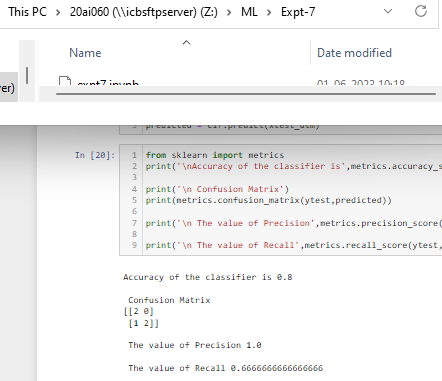 This PC > 20ai060 (\\icbsftpserver) (Z:) > ML > Expt-7
Name Date modified
er)
expt7.ipynb 01-06-2023 10:18
3 predicted = clf.predict(xtest_dtm)
In [20]: 1 from sklearn import metrics
2 print('\nAccuracy of the classifier is',metrics.accuracy_s
3
4 print('\n Confusion Matrix')
5 print(metrics.confusion_matrix(ytest,predicted))
6
7 print('\n The value of Precision',metrics.precision_score(
8
9 print('\n The value of Recall',metrics.recall_score(ytest,
Accuracy of the classifier is 0.8
Confusion Matrix
[[2 0]
[1 2]]
The value of Precision 1.0
The value of Recall 0.6666666666666666